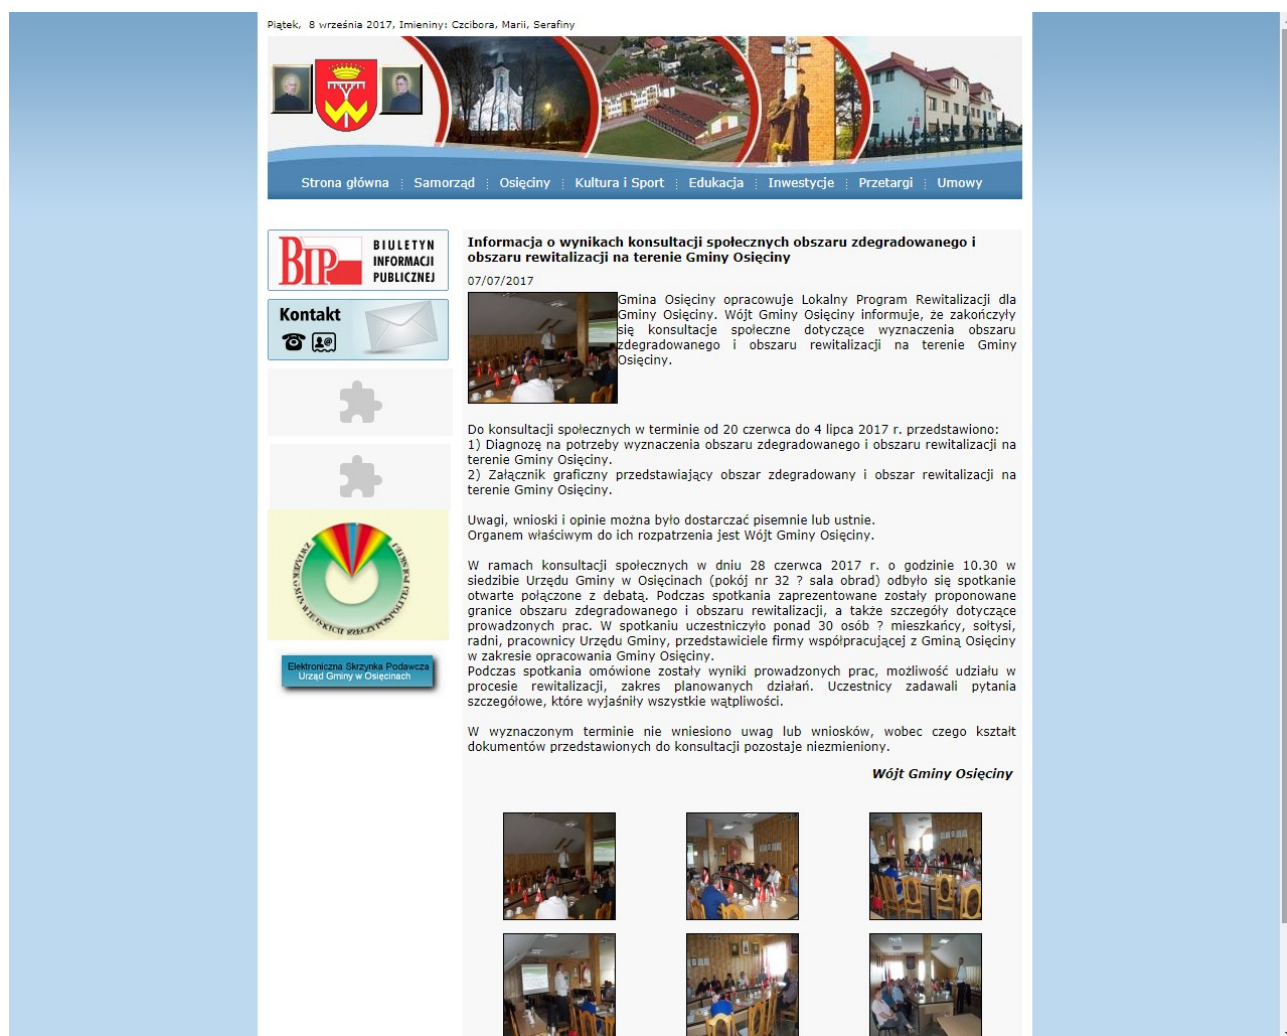 Piątek, 8 września 2017, Imieniny: Czcibora, Marii, Serafiny
Strona główna
Samorząd
Osięciny
Kultura i Sport
Edukacja
Inwestycje
Przetargi
Umowy
BIP
BIULETYN
INFORMACJI
PUBLICZNEJ
Kontakt
ZWIĄZEK GMIN WIEJSKICH RZECZYPOSPOLITEJ POLSKIEJ
Elektroniczna Skrzynka Podawcza
Urząd Gminy w Osięcinach
Informacja o wynikach konsultacji społecznych obszaru zdegradowanego i
obszaru rewitalizacji na terenie Gminy Osięciny
07/07/2017
Gmina Osięciny opracowuje Lokalny Program Rewitalizacji dla
Gminy Osięciny. Wójt Gminy Osięciny informuje, że zakończyły
się konsultacje społeczne dotyczące wyznaczenia obszaru
zdegradowanego i obszaru rewitalizacji na terenie Gminy
Osięciny.
Do konsultacji społecznych w terminie od 20 czerwca do 4 lipca 2017 r. przedstawiono:
1) Diagnozę na potrzeby wyznaczenia obszaru zdegradowanego i obszaru rewitalizacji na
terenie Gminy Osięciny.
2) Załącznik graficzny przedstawiający obszar zdegradowany i obszar rewitalizacji na
terenie Gminy Osięciny.
Uwagi, wnioski i opinie można było dostarczać pisemnie lub ustnie.
Organem właściwym do ich rozpatrzenia jest Wójt Gminy Osięciny.
W ramach konsultacji społecznych w dniu 28 czerwca 2017 r. o godzinie 10.30 w
siedzibie Urzędu Gminy w Osięcinach (pokój nr 32 ? sala obrad) odbyło się spotkanie
otwarte połączone z debatą. Podczas spotkania zaprezentowane zostały proponowane
granice obszaru zdegradowanego i obszaru rewitalizacji, a także szczegóły dotyczące
prowadzonych prac. W spotkaniu uczestniczyło ponad 30 osób ? mieszkańcy, sołtysi,
radni, pracownicy Urzędu Gminy, przedstawiciele firmy współpracującej z Gminą Osięciny
w zakresie opracowania Gminy Osięciny.
Podczas spotkania omówione zostały wyniki prowadzonych prac, możliwość udziału w
procesie rewitalizacji, zakres planowanych działań. Uczestnicy zadawali pytania
szczegółowe, które wyjaśniły wszystkie wątpliwości.
W wyznaczonym terminie nie wniesiono uwag lub wniosków, wobec czego kształt
dokumentów przedstawionych do konsultacji pozostaje niezmieniony.
Wójt Gminy Osięciny